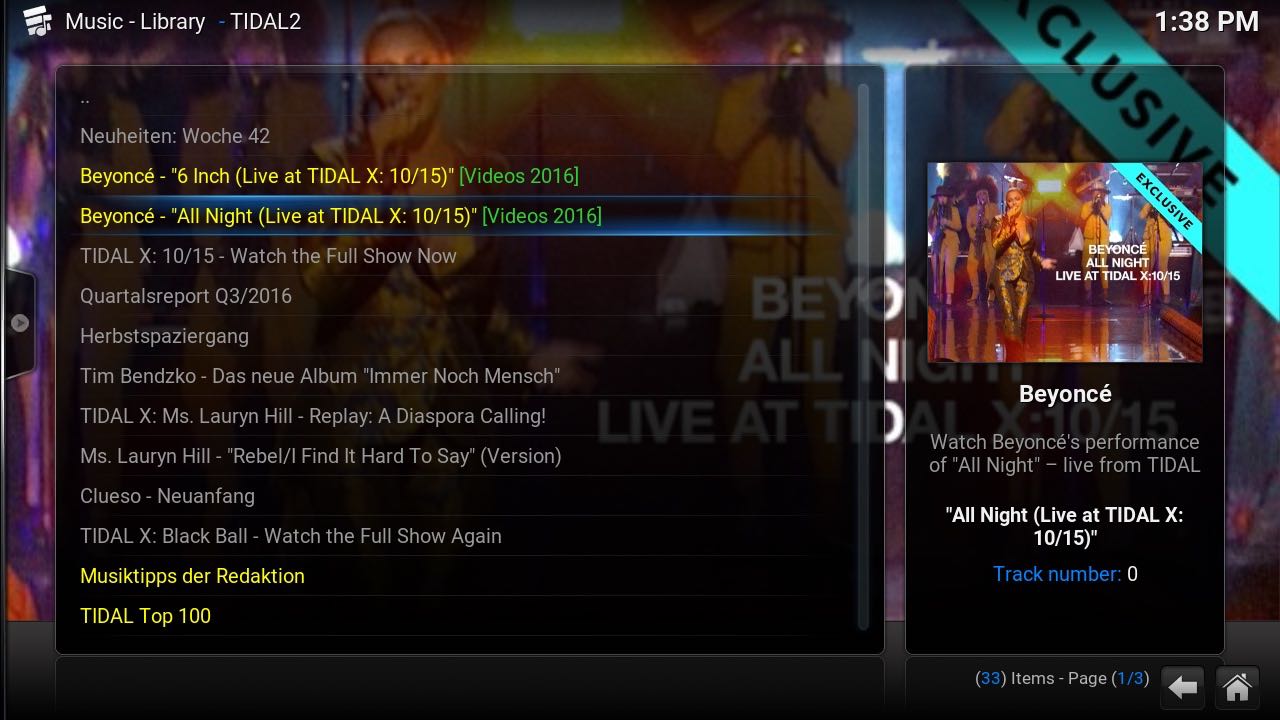 Music - Library - TIDAL2
1:38 PM
..
Neuheiten: Woche 42
Beyoncé - "6 Inch (Live at TIDAL X: 10/15)" [Videos 2016]
Beyoncé - "All Night (Live at TIDAL X: 10/15)" [Videos 2016]
TIDAL X: 10/15 - Watch the Full Show Now
Quartalsreport Q3/2016
Herbstspaziergang
Tim Bendzko - Das neue Album "Immer Noch Mensch"
TIDAL X: Ms. Lauryn Hill - Replay: A Diaspora Calling!
Ms. Lauryn Hill - "Rebel/I Find It Hard To Say" (Version)
Clueso - Neuanfang
TIDAL X: Black Ball - Watch the Full Show Again
Musiktipps der Redaktion
TIDAL Top 100
EXCLUSIVE
BEYONCÉ
ALL NIGHT
LIVE AT TIDAL X:10/15
EXCLUSIVE
BEYONCÉ
ALL NIGHT
LIVE AT TIDAL X:10/15
Beyoncé
Watch Beyoncé's performance
of "All Night" – live from TIDAL
"All Night (Live at TIDAL X:
10/15)"
Track number: 0
(33) Items - Page (1/3)